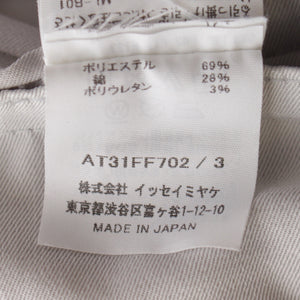 M-801
ポリエステル 69%
綿 28%
ポリウレタン 3%
AT31FF702 / 3
株式会社 イッセイミヤケ
東京都渋谷区富ヶ谷1-12-10
MADE IN JAPAN